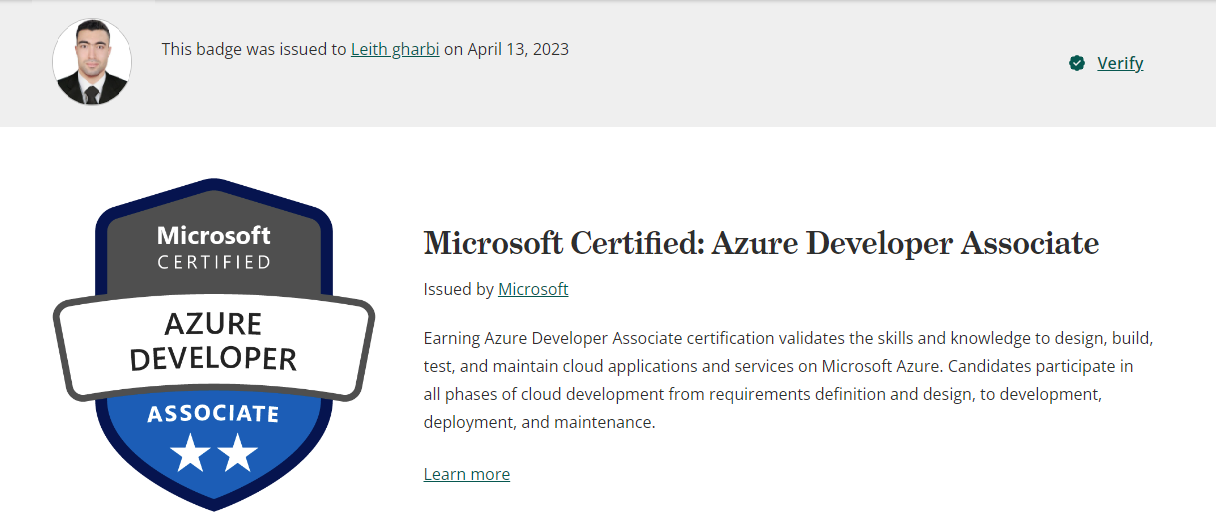 This badge was issued to Leith gharbi on April 13, 2023
Verify
Microsoft
CERTIFIED
AZURE
DEVELOPER
ASSOCIATE
Microsoft Certified: Azure Developer Associate
Issued by Microsoft
Earning Azure Developer Associate certification validates the skills and knowledge to design, build,
test, and maintain cloud applications and services on Microsoft Azure. Candidates participate in
all phases of cloud development from requirements definition and design, to development,
deployment, and maintenance.
Learn more